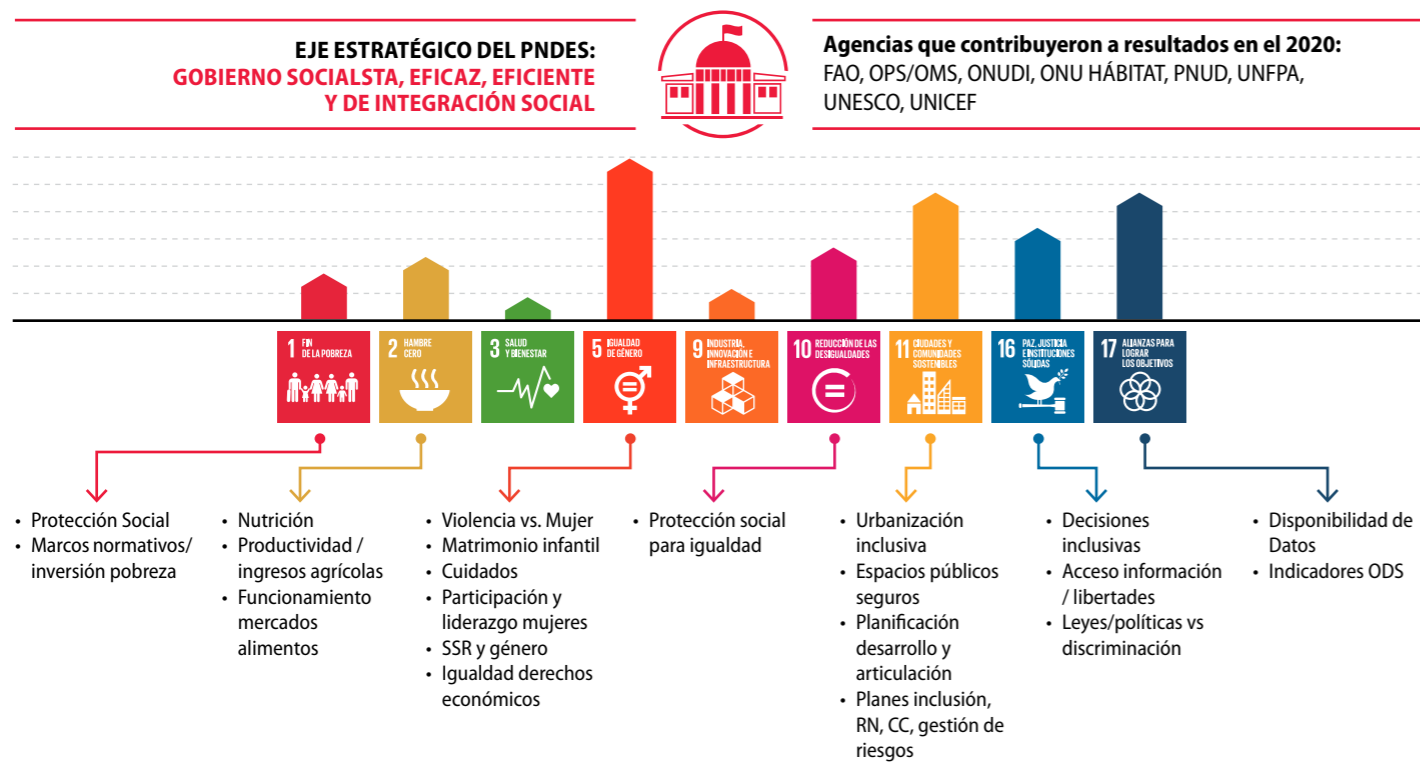 EJE ESTRATÉGICO DEL PNDES:
GOBIERNO SOCIALSTA, EFICAZ, EFICIENTE
Y DE INTEGRACIÓN SOCIAL
Agencias que contribuyeron a resultados en el 2020:
FAO, OPS/OMS, ONUDI, ONU HÁBITAT, PNUD, UNFPA,
UNESCO, UNICEF
1 FIN
DE LA POBREZA
2 HAMBRE
CERO
3 SALUD
Y BIENESTAR
5 IGUALDAD
DE GÉNERO
9 INDUSTRIA,
INNOVACIÓN E
INFRAESTRUCTURA
10 REDUCCIÓN DE LAS
DESIGUALDADES
11 CIUDADES Y
COMUNIDADES
SOSTENIBLES
16 PAZ, JUSTICIA
E INSTITUCIONES
SÓLIDAS
17 ALIANZAS PARA
LOGRAR
LOS OBJETIVOS
• Protección Social
• Marcos normativos/
inversión pobreza
• Nutrición
• Productividad /
ingresos agrícolas
• Funcionamiento
mercados
alimentos
• Violencia vs. Mujer
• Matrimonio infantil
• Cuidados
• Participación y
liderazgo mujeres
• SSR y género
• Igualdad derechos
económicos
• Protección social
para igualdad
• Urbanización
inclusiva
• Espacios públicos
seguros
• Planificación
desarrollo y
articulación
• Planes inclusión,
RN, CC, gestión de
riesgos
• Decisiones
inclusivas
• Acceso información
/ libertades
• Leyes/políticas vs
discriminación
• Disponibilidad de
Datos
• Indicadores ODS